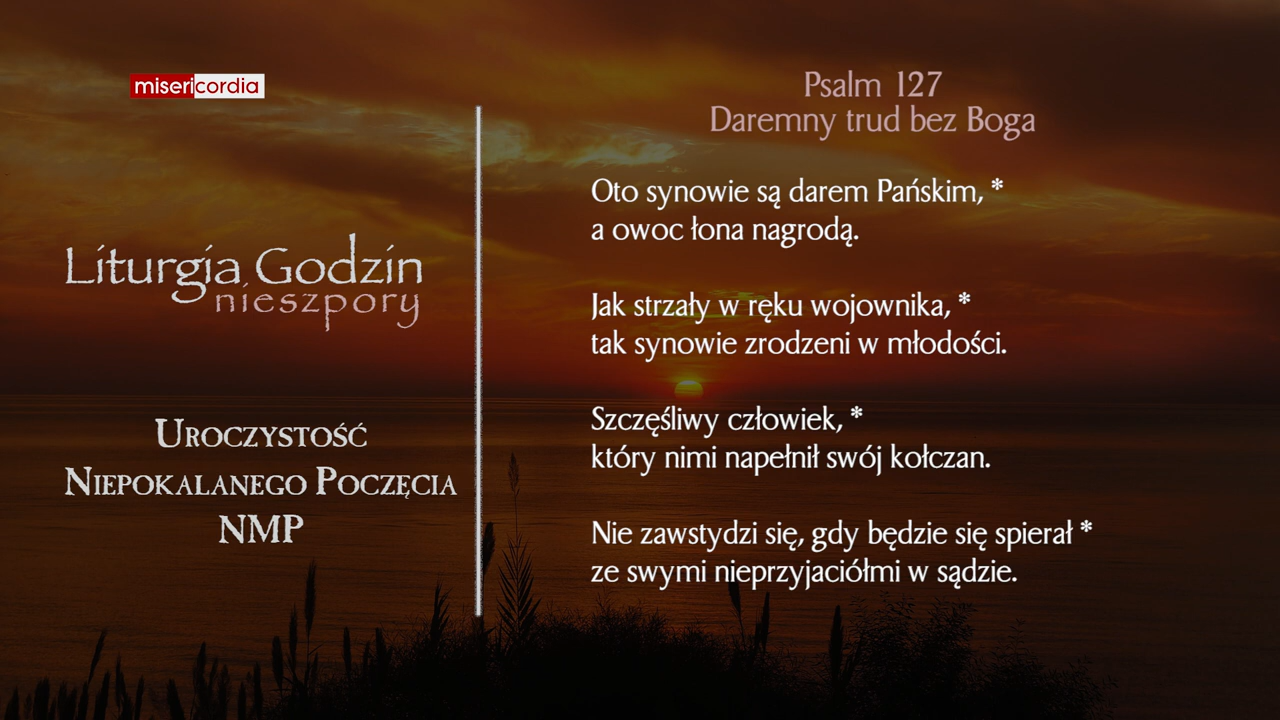 misericordia
Liturgia Godzin
nieszpory
Uroczystość
Niepokalanego Poczęcia
NMP
Psalm 127
Daremny trud bez Boga
Oto synowie są darem Pańskim, *
a owoc łona nagrodą.
Jak strzały w ręku wojownika, *
tak synowie zrodzeni w młodości.
Szczęśliwy człowiek, *
który nimi napełnił swój kołczan.
Nie zawstydzi się, gdy będzie się spierał *
ze swymi nieprzyjaciółmi w sądzie.